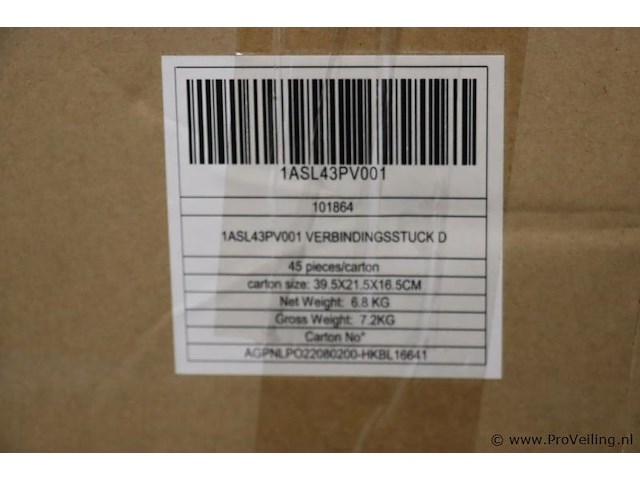 1ASL43PV001
101864
1ASL43PV001 VERBINDINGSSTUCK D
45 pieces/carton
carton size: 39.5X21.5X16.5CM
Net Weight: 6.8 KG
Gross Weight: 7.2KG
Carton No°
AGPNLPO22080200-HKBL16641
© www.ProVeiling.nl